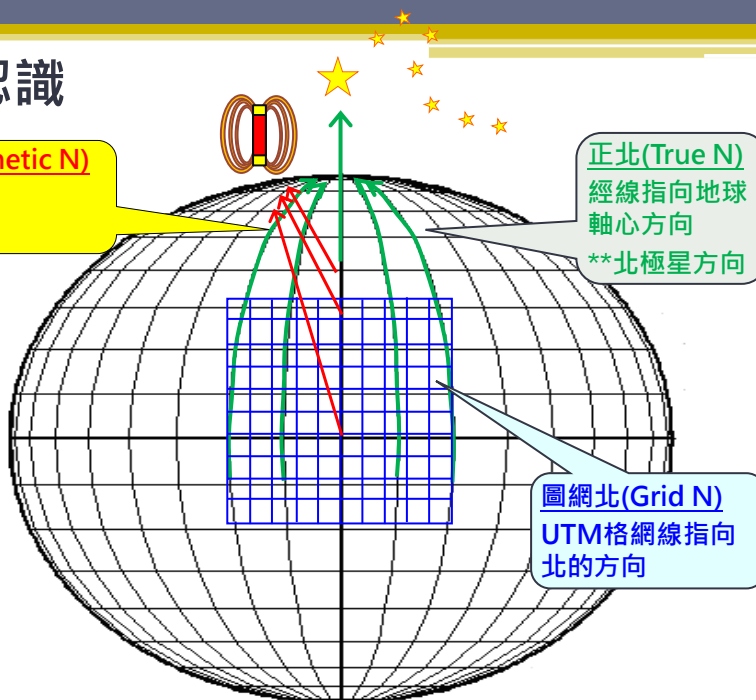 識
netic N)
正北(True N)
經線指向地球
軸心方向
**北極星方向
圖網北(Grid N)
UTM格網線指向
北的方向